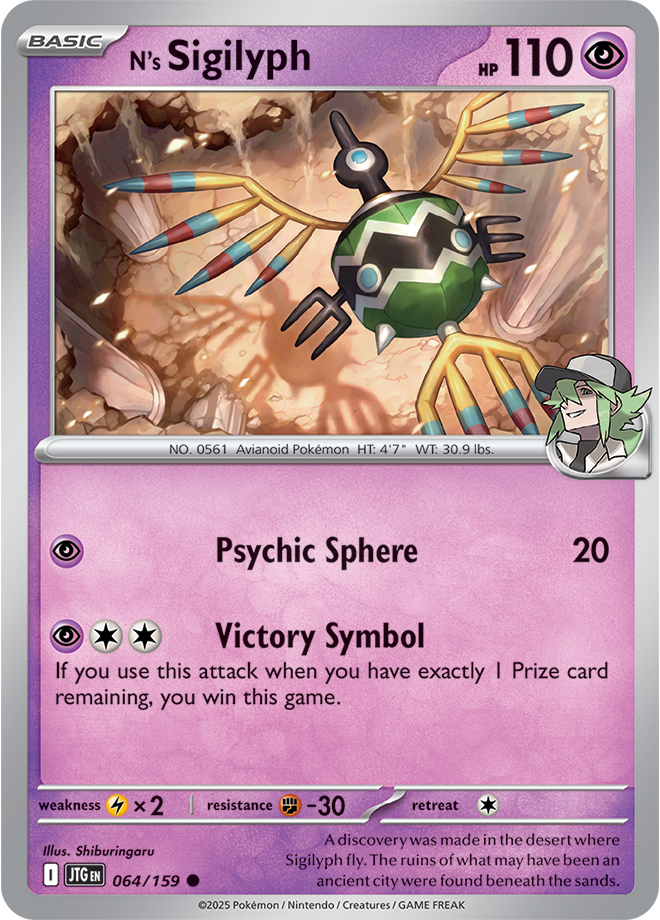 BASIC
N's Sigilyph
HP 110
NO. 0561 Avianoid Pokémon HT: 4'7" WT: 30.9 lbs.
Psychic Sphere 20
Victory Symbol
If you use this attack when you have exactly 1 Prize card
remaining, you win this game.
weakness ×2 resistance -30 retreat
Illus. Shiburingaru
A discovery was made in the desert where
Sigilyph fly. The ruins of what may have been an
ancient city were found beneath the sands.
I JTG EN 064/159
©2025 Pokémon / Nintendo / Creatures / GAME FREAK